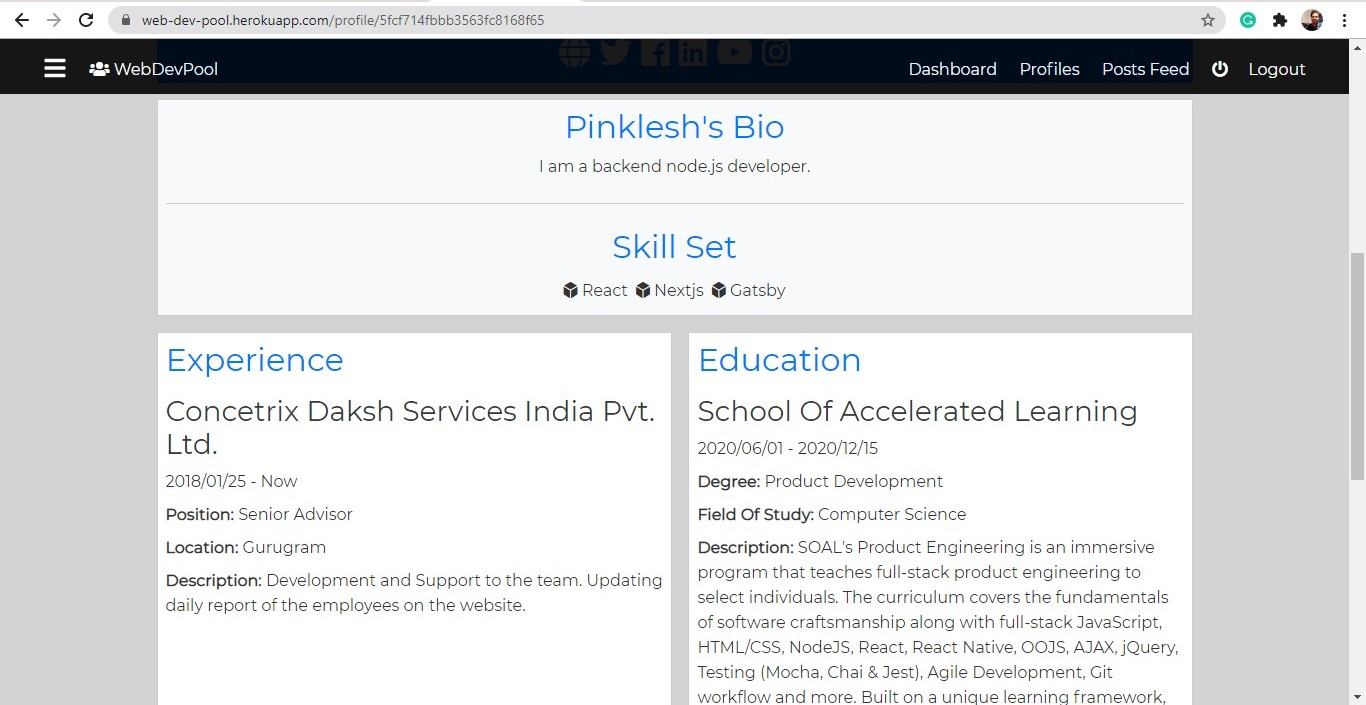 web-dev-pool.herokuapp.com/profile/5fcf714fbbb3563fc8168f65
WebDevPool
Dashboard
Profiles
Posts Feed
Logout
Pinklesh's Bio
I am a backend node.js developer.
Skill Set
React Nextjs Gatsby
Experience
Concetrix Daksh Services India Pvt.
Ltd.
2018/01/25 - Now
Position: Senior Advisor
Location: Gurugram
Description: Development and Support to the team. Updating
daily report of the employees on the website.
Education
School Of Accelerated Learning
2020/06/01 - 2020/12/15
Degree: Product Development
Field Of Study: Computer Science
Description: SOAL's Product Engineering is an immersive
program that teaches full-stack product engineering to
select individuals. The curriculum covers the fundamentals
of software craftsmanship along with full-stack JavaScript,
HTML/CSS, NodeJS, React, React Native, OOJS, AJAX, jQuery,
Testing (Mocha, Chai & Jest), Agile Development, Git
workflow and more. Built on a unique learning framework,